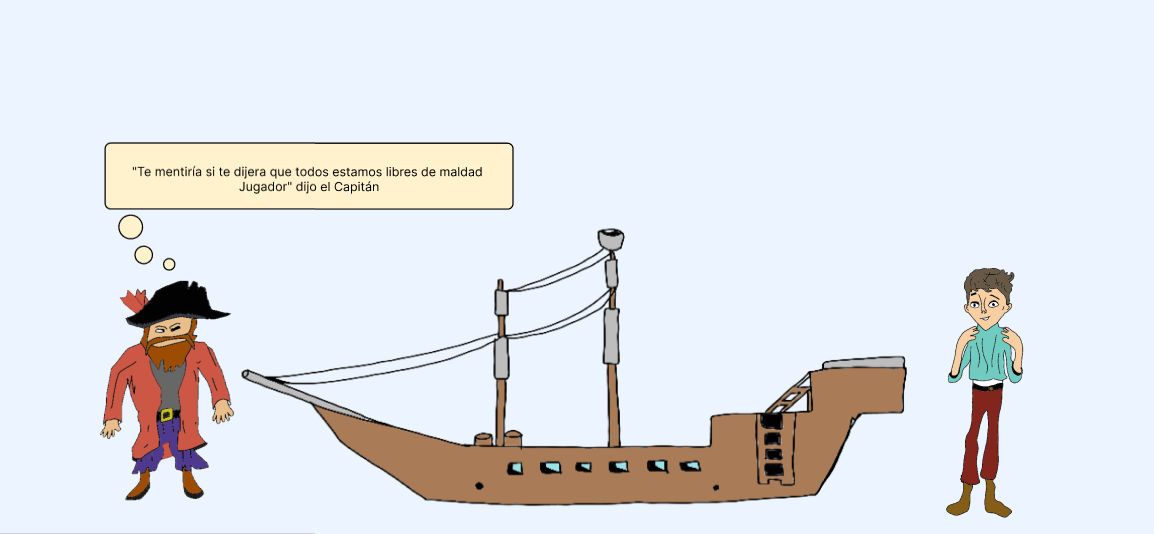 "Te mentiría si te dijera que todos estamos libres de maldad
Jugador" dijo el Capitán